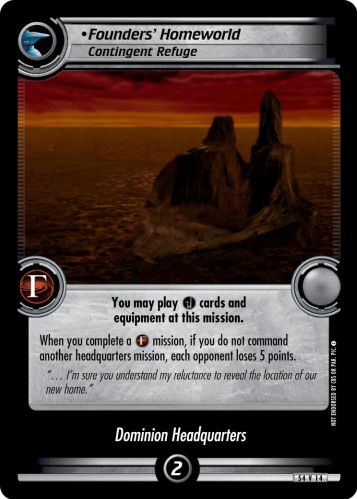 •Founders' Homeworld
Contingent Refuge
Γ
You may play cards and
equipment at this mission.
When you complete a Γ mission, if you do not command
another headquarters mission, each opponent loses 5 points.
"… I'm sure you understand my reluctance to reveal the location of our
new home."
NOT ENDORSED BY CBS OR PAR. PIC.
Dominion Headquarters
2
54 V 14